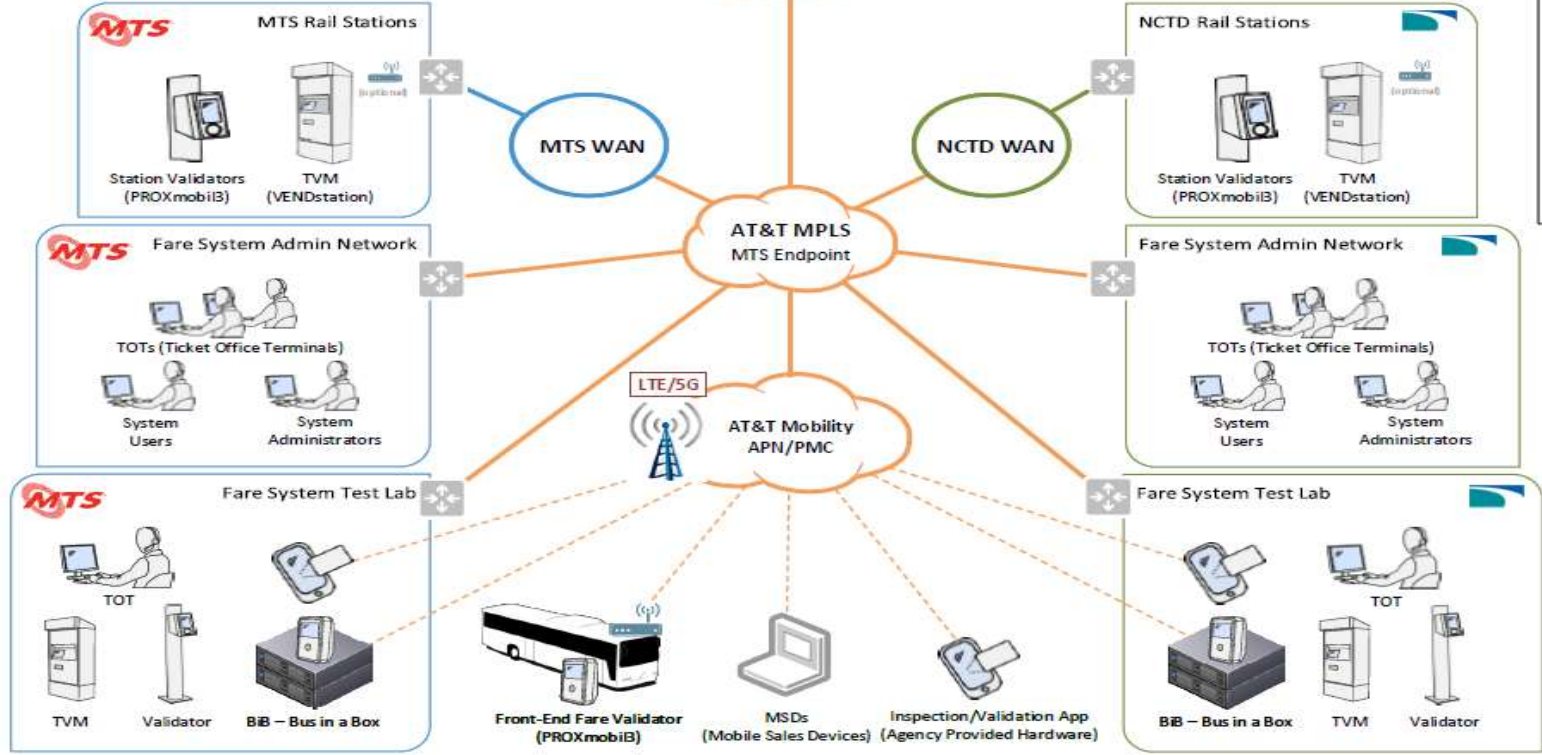 MTS
MTS Rail Stations
(optional)
Station Validators
(PROXmobil3)
TVM
(VENDstation)
MTS WAN
NCTD WAN
NCTD Rail Stations
(optional)
Station Validators
(PROXmobil3)
TVM
(VENDstation)
AT&T MPLS
MTS Endpoint
MTS
Fare System Admin Network
TOTs (Ticket Office Terminals)
System
Users
System
Administrators
Fare System Admin Network
TOTs (Ticket Office Terminals)
System
Users
System
Administrators
LTE/5G
AT&T Mobility
APN/PMC
MTS
Fare System Test Lab
TOT
TVM
Validator
BiB – Bus in a Box
Front-End Fare Validator
(PROXmobil3)
MSDs
(Mobile Sales Devices)
Inspection/Validation App
(Agency Provided Hardware)
Fare System Test Lab
TOT
BiB – Bus in a Box
TVM
Validator